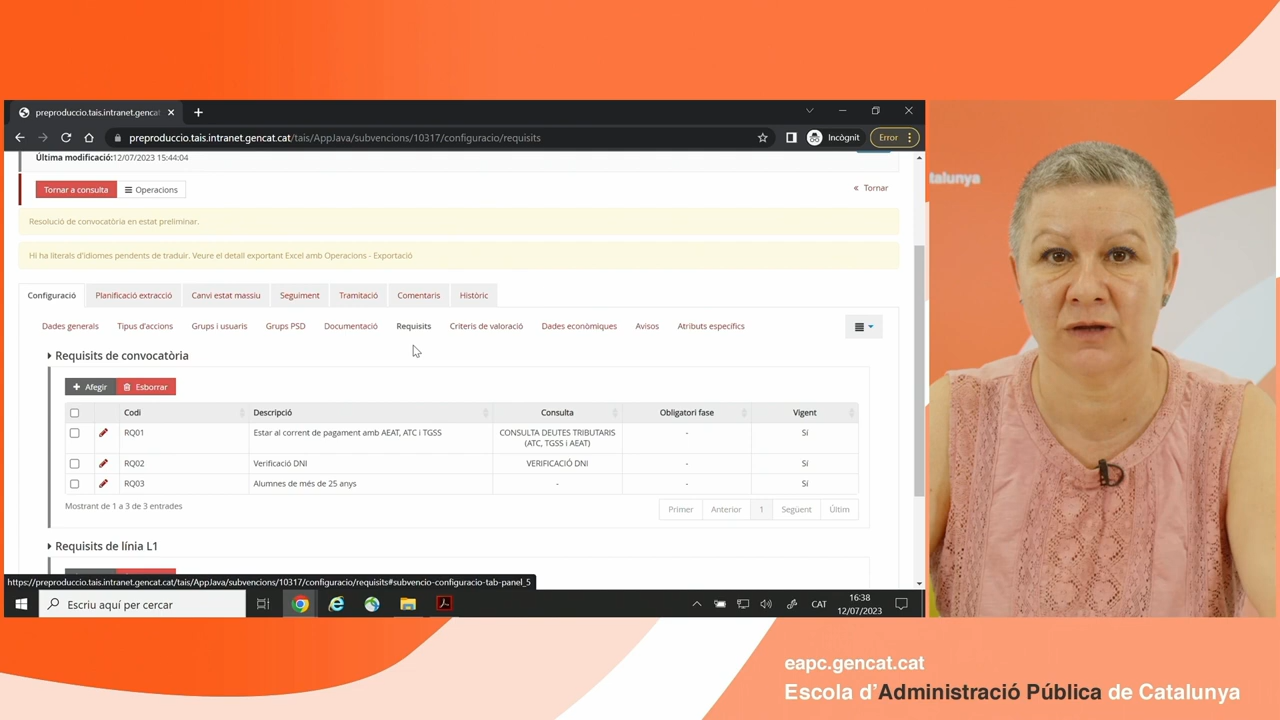 preproduccio.tais.intranet.gencat
preproduccio.tais.intranet.gencat.cat/tais/AppJava/subvencions/10317/configuracio/requisits
Incògnit
Error
Última modificació:12/07/2023 15:44:04
Tornar a consulta
Operacions
« Tornar
Resolució de convocatòria en estat preliminar.
Hi ha literals d'idiomes pendents de traduir. Veure el detall exportant Excel amb Operacions - Exportació
Configuració Planificació extracció Canvi estat massiu Seguiment Tramitació Comentaris Històric
Dades generals Tipus d'accions Grups i usuaris Grups PSD Documentació Requisits Criteris de valoració Dades econòmiques Avisos Atributs específics
Requisits de convocatòria
Afegir Esborrar
Codi Descripció Consulta Obligatori fase Vigent
RQ01 Estar al corrent de pagament amb AEAT, ATC i TGSS CONSULTA DEUTES TRIBUTARIS - Sí
(ATC, TGSS i AEAT)
RQ02 Verificació DNI VERIFICACIÓ DNI - Sí
RQ03 Alumnes de més de 25 anys - - Sí
Mostrant de 1 a 3 de 3 entrades
Primer Anterior 1 Següent Últim
Requisits de línia L1
https://preproduccio.tais.intranet.gencat.cat/tais/AppJava/subvencions/10317/configuracio/requisits#subvencio-configuracio-tab-panel_5
Escriu aquí per cercar
CAT
16:38
12/07/2023
talunya
eapc.gencat.cat
Escola d'Administració Pública de Catalunya